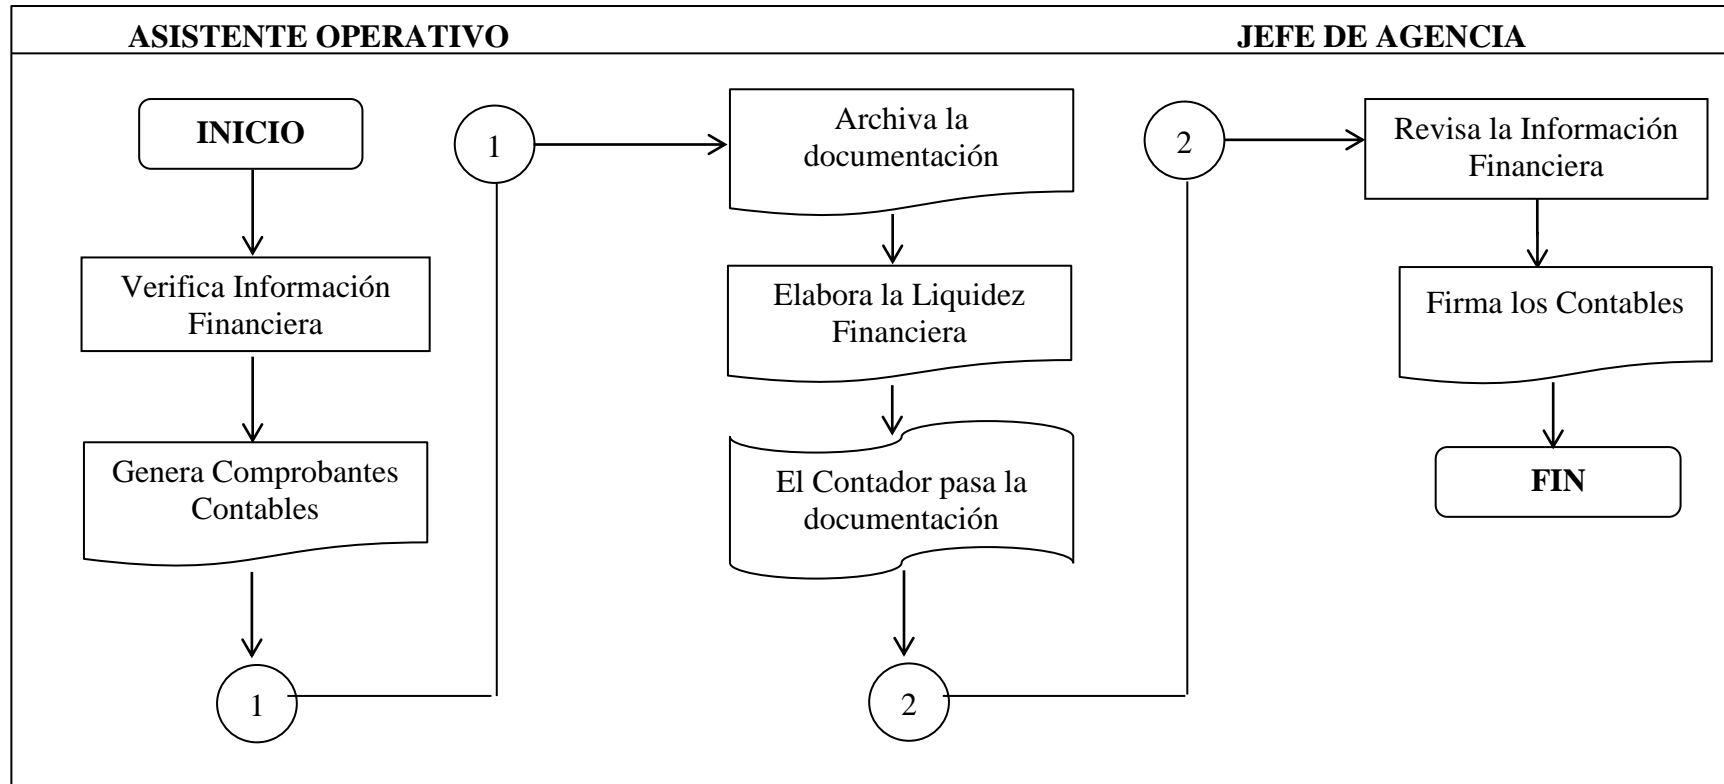 ASISTENTE OPERATIVO
JEFE DE AGENCIA
INICIO
Verifica Información
Financiera
Genera Comprobantes
Contables
1
1
Archiva la
documentación
Elabora la Liquidez
Financiera
El Contador pasa la
documentación
2
2
Revisa la Información
Financiera
Firma los Contables
FIN